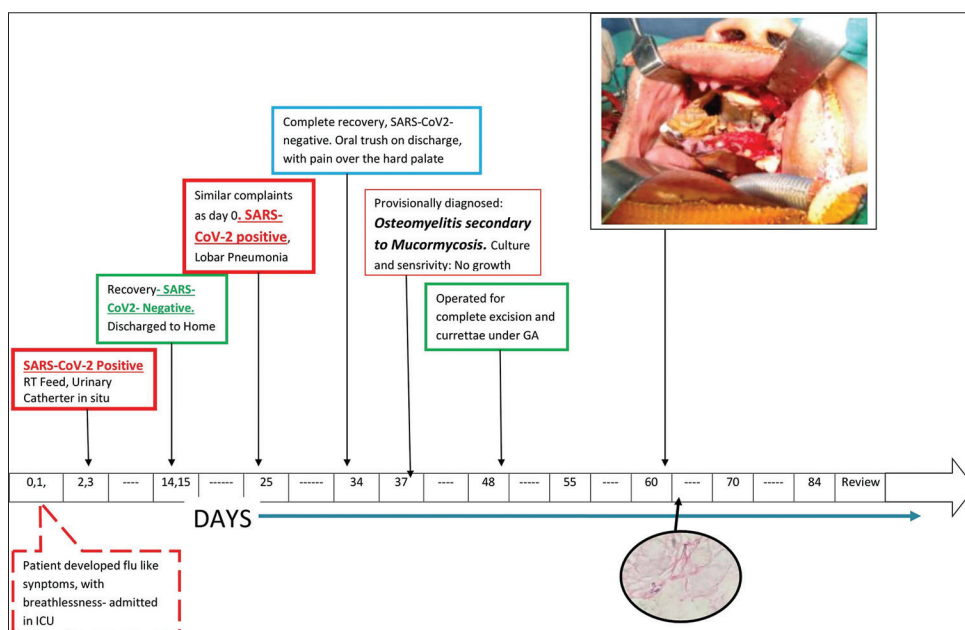 Complete recovery, SARS-CoV2-
negative. Oral trush on discharge,
with pain over the hard palate
Similar complaints
as day 0. SARS-
CoV-2 positive,
Lobar Pneumonia
Provisionally diagnosed:
Osteomyelitis secondary
to Mucormycosis. Culture
and sensrivity: No growth
Recovery- SARS-
CoV2- Negative.
Discharged to Home
Operated for
complete excision and
currettae under GA
SARS-CoV-2 Positive
RT Feed, Urinary
Catherter in situ
0,1, 2,3 ---- 14,15 ------ 25 ------ 34 37 ---- 48 ----- 55 ---- 60 ---- 70 ----- 84 Review
DAYS
Patient developed flu like
synptoms, with
breathlessness- admitted
in ICU